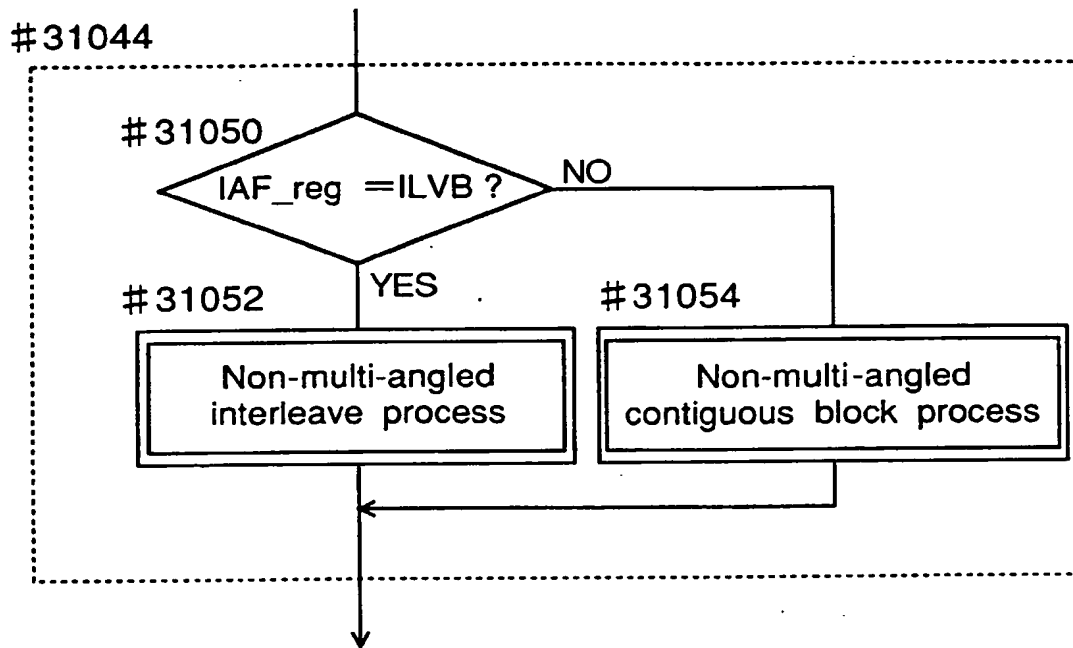 #31044
#31050
IAF_reg =ILVB ?
NO
YES
#31052
#31054
Non-multi-angled
interleave process
Non-multi-angled
contiguous block process